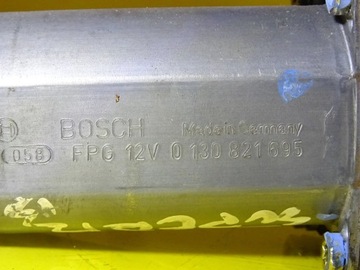 BOSCH Made in Germany
058 FPG 12V 0 130 821 695